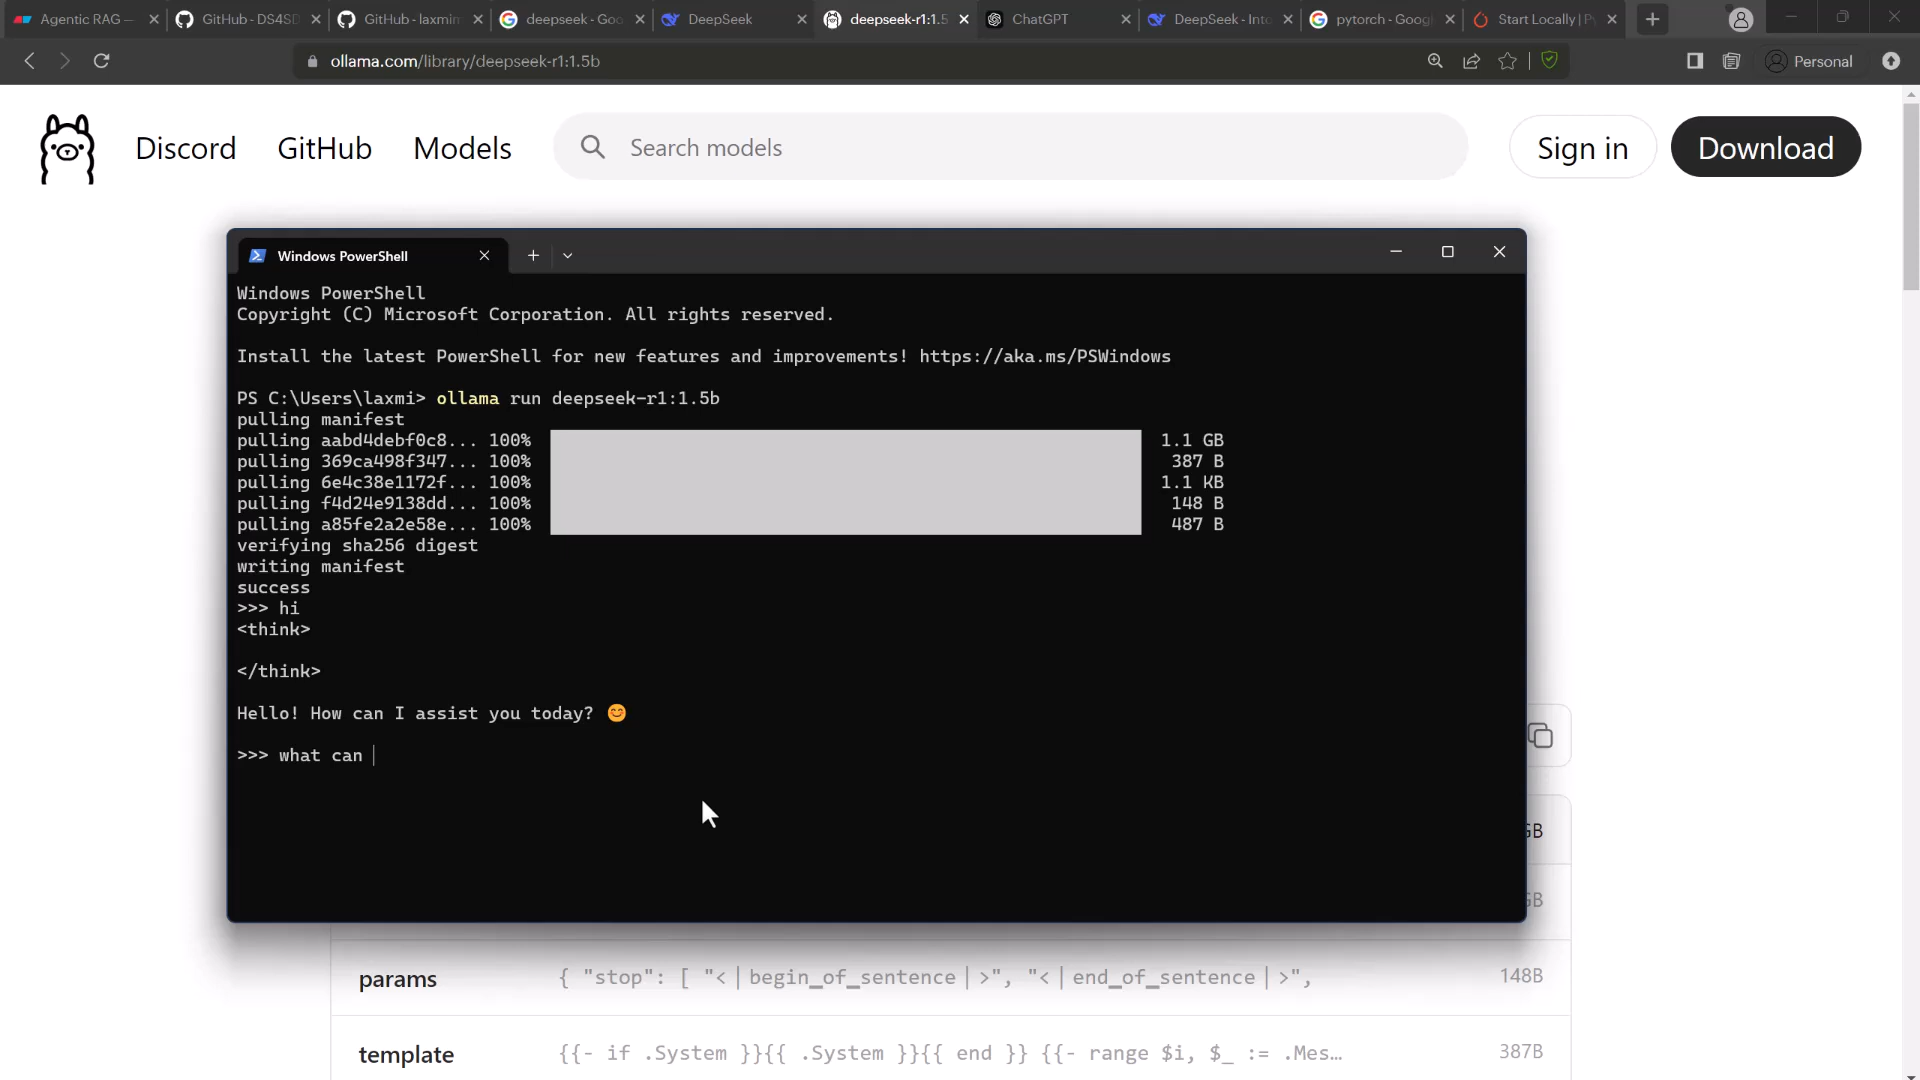 Agentic RAG —
GitHub - DS4SD
GitHub - laxmim
deepseek - Goo
DeepSeek
deepseek-r1:1.5
ChatGPT
DeepSeek - Into
pytorch - Googl
Start Locally | P
ollama.com/library/deepseek-r1:1.5b
Personal
Discord
GitHub
Models
Search models
Sign in
Download
Windows PowerShell
Windows PowerShell
Copyright (C) Microsoft Corporation. All rights reserved.
Install the latest PowerShell for new features and improvements! https://aka.ms/PSWindows
PS C:\Users\laxmi> ollama run deepseek-r1:1.5b
pulling manifest
pulling aabd4debf0c8... 100% 1.1 GB
pulling 369ca498f347... 100% 387 B
pulling 6e4c38e1172f... 100% 1.1 KB
pulling f4d24e9138dd... 100% 148 B
pulling a85fe2a2e58e... 100% 487 B
verifying sha256 digest
writing manifest
success
>>> hi
<think>
</think>
Hello! How can I assist you today? 😊
>>> what can
GB
GB
params { "stop": [ "<|begin_of_sentence|>", "<|end_of_sentence|>", 148B
template {{- if .System }}{{ .System }}{{ end }} {{- range $i, $_ := .Mes... 387B